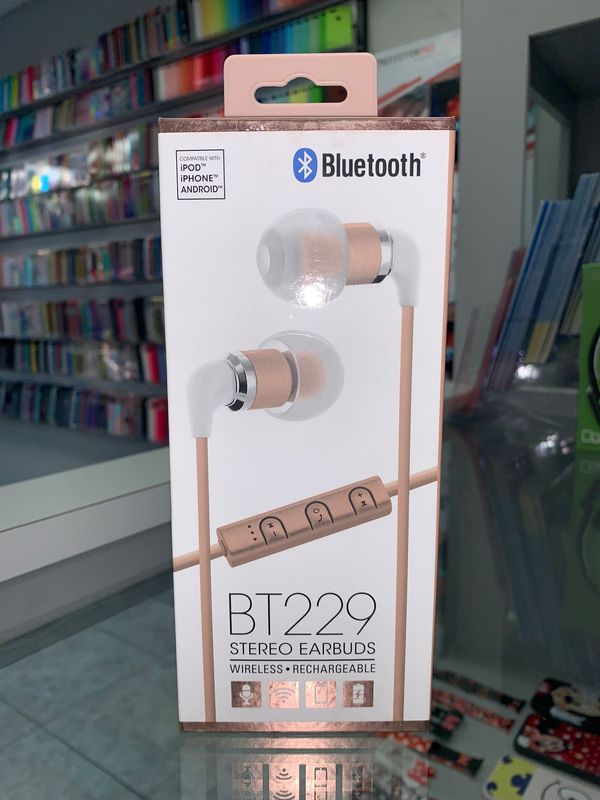 COMPATIBLE WITH
iPOD™
iPHONE™
ANDROID™
Bluetooth®
BT229
STEREO EARBUDS
WIRELESS • RECHARGEABLE